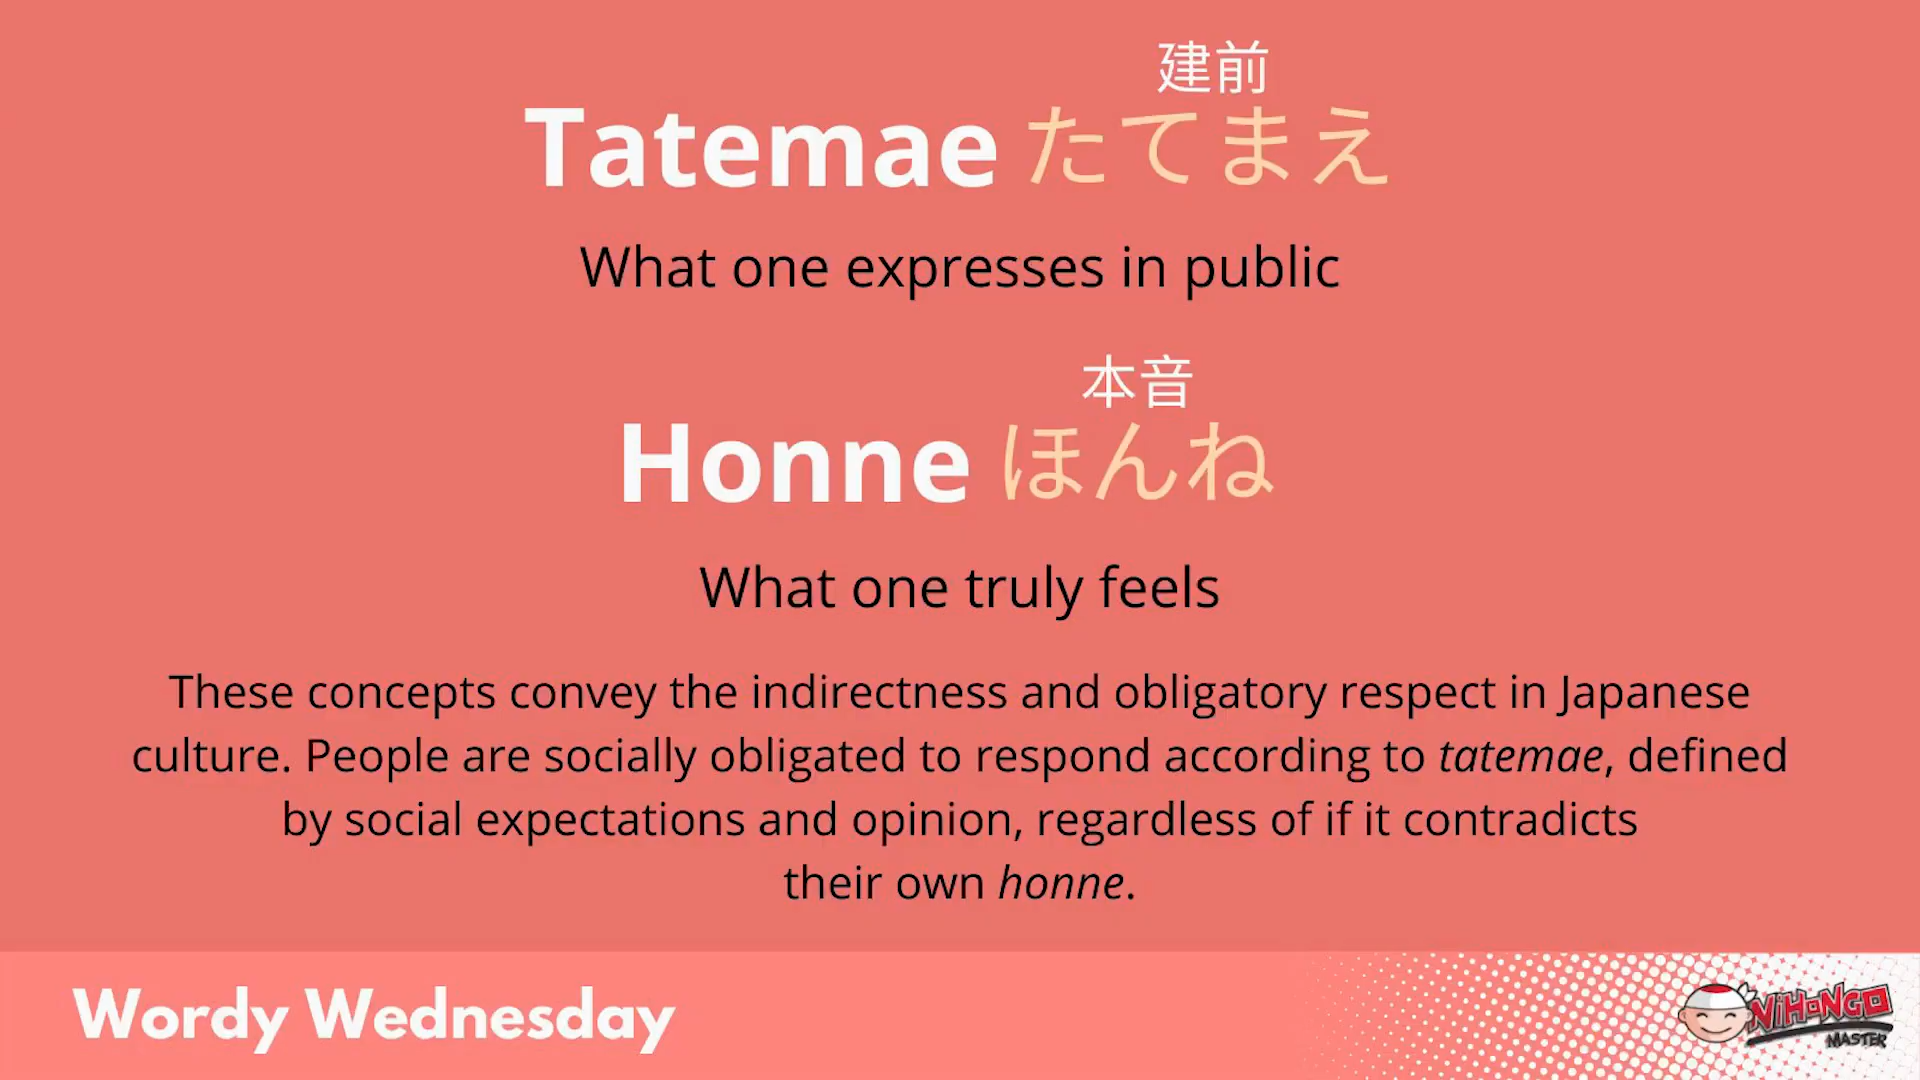 建前
Tatemae たてまえ
What one expresses in public
本音
Honne ほんね
What one truly feels
These concepts convey the indirectness and obligatory respect in Japanese
culture. People are socially obligated to respond according to tatemae, defined
by social expectations and opinion, regardless of if it contradicts
their own honne.
Wordy Wednesday
NiHoNGO
MASTER